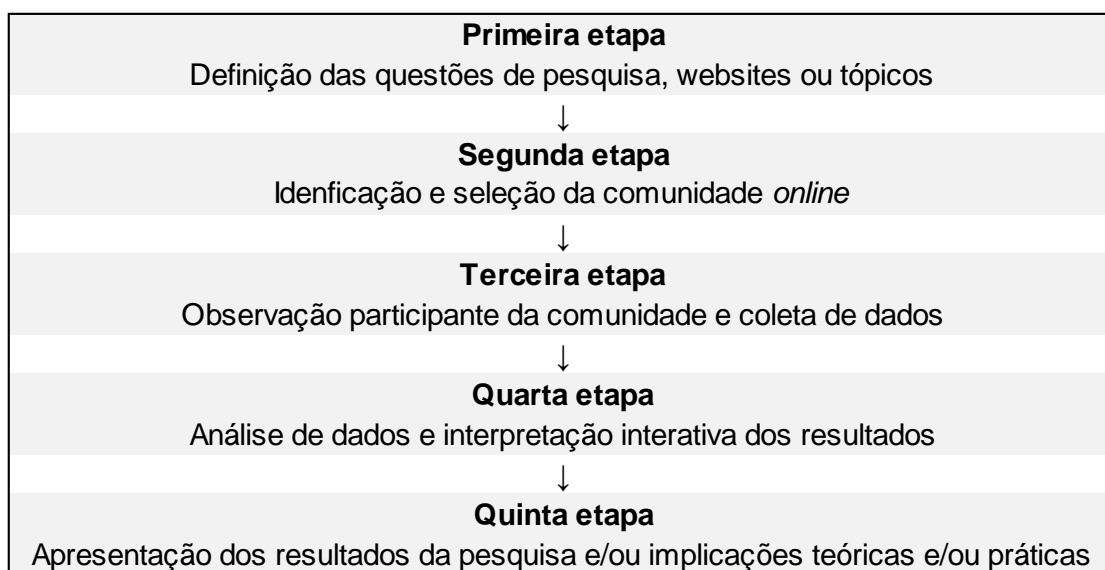 Primeira etapa
Definição das questões de pesquisa, websites ou tópicos
↓
Segunda etapa
Idenficação e seleção da comunidade online
↓
Terceira etapa
Observação participante da comunidade e coleta de dados
↓
Quarta etapa
Análise de dados e interpretação interativa dos resultados
↓
Quinta etapa
Apresentação dos resultados da pesquisa e/ou implicações teóricas e/ou práticas